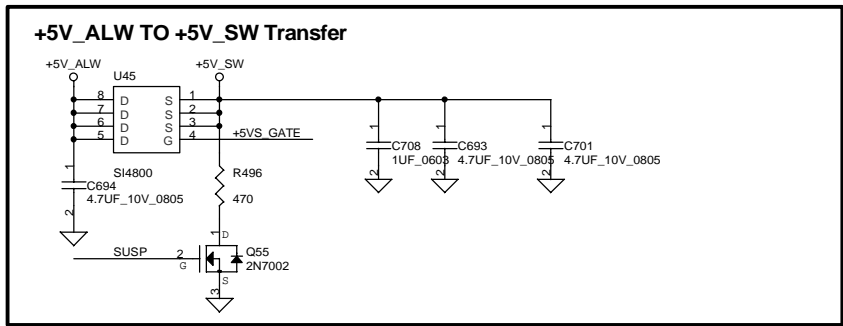 +5V_ALW TO +5V_SW Transfer
+5V_ALW
+5V_SW
U45
8 D S 1
7 D S 2
6 D S 3
5 D G 4
+5VS_GATE
SI4800
1
C694
4.7UF_10V_0805
2
R496
470
1
C708
1UF_0603
2
1
C693
4.7UF_10V_0805
2
1
C701
4.7UF_10V_0805
2
SUSP
1 D
2
G
Q55
2N7002
S
3